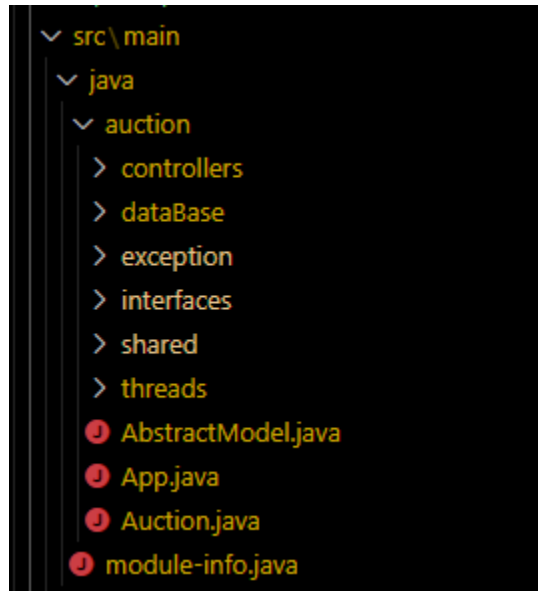 src\main
java
auction
controllers
dataBase
exception
interfaces
shared
threads
J AbstractModel.java
J App.java
J Auction.java
J module-info.java